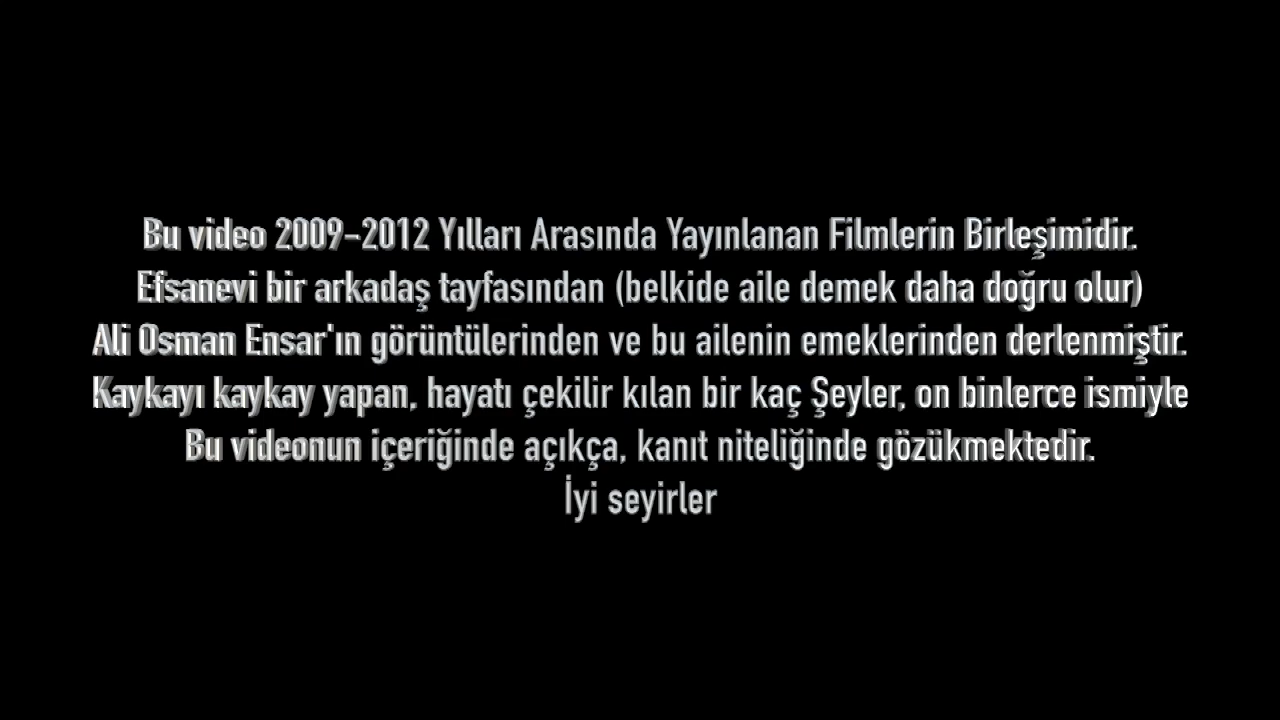 Bu video 2009-2012 Yılları Arasında Yayınlanan Filmlerin Birleşimidir.
Efsanevi bir arkadaş tayfasından (belkide aile demek daha doğru olur)
Ali Osman Ensar'ın görüntülerinden ve bu ailenin emeklerinden derlenmiştir.
Kaykayı kaykay yapan, hayatı çekilir kılan bir kaç Şeyler, on binlerce ismiyle
Bu videonun içeriğinde açıkça, kanıt niteliğinde gözükmektedir.
İyi seyirler